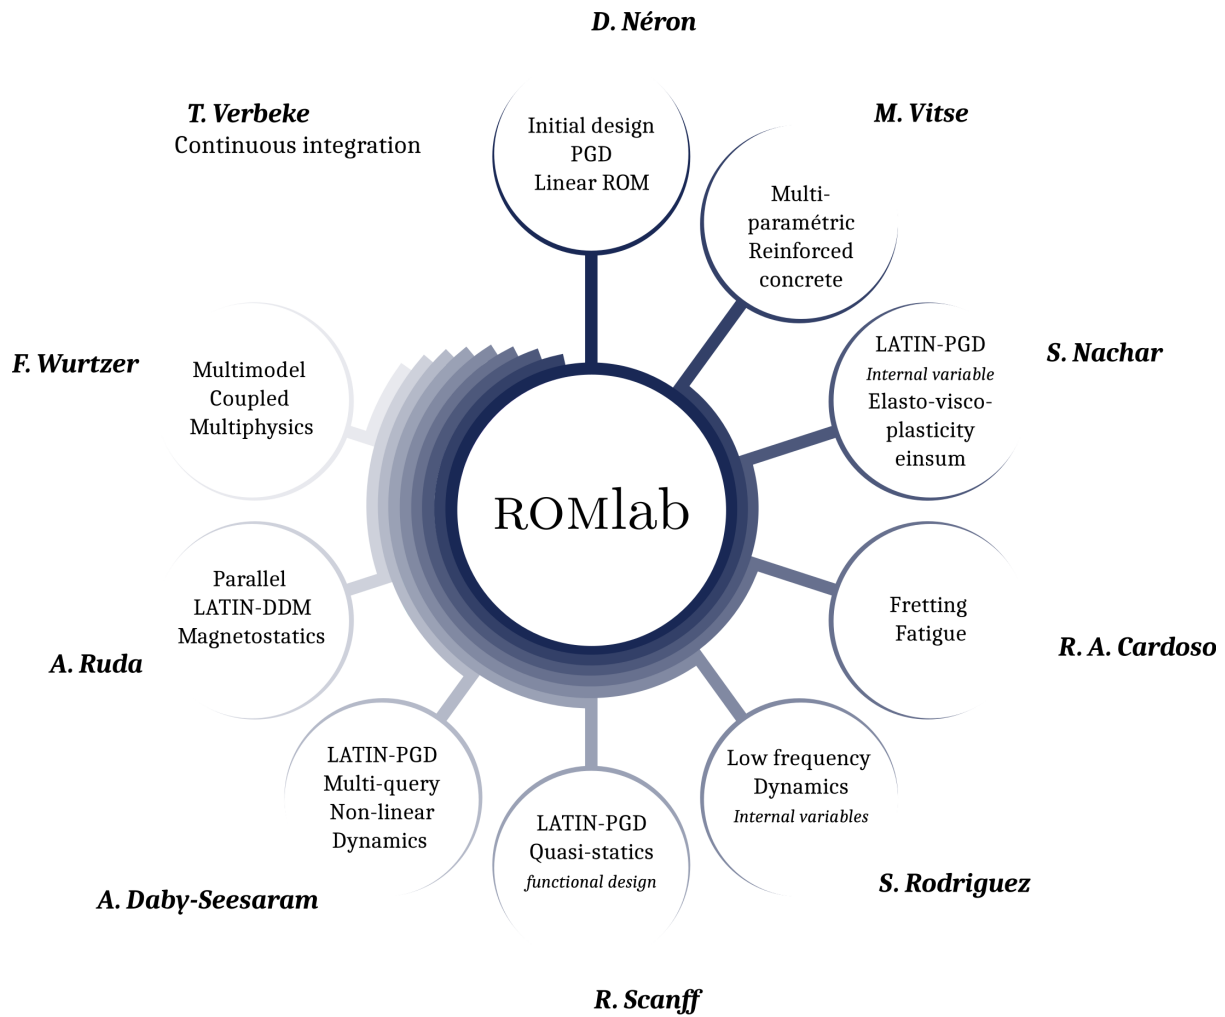 D. Néron
Initial design
PGD
Linear ROM
M. Vitse
Multi-
paramétric
Reinforced
concrete
S. Nachar
LATIN-PGD
Internal variable
Elasto-visco-
plasticity
einsum
R. A. Cardoso
Fretting
Fatigue
S. Rodriguez
Low frequency
Dynamics
Internal variables
R. Scanff
LATIN-PGD
Quasi-statics
functional design
A. Daby-Seesaram
LATIN-PGD
Multi-query
Non-linear
Dynamics
A. Ruda
Parallel
LATIN-DDM
Magnetostatics
F. Wurtzer
Multimodel
Coupled
Multiphysics
T. Verbeke
Continuous integration
ROMlab